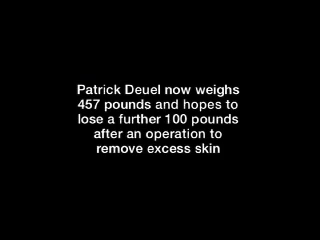 Patrick Deuel now weighs
457 pounds and hopes to
lose a further 100 pounds
after an operation to
remove excess skin